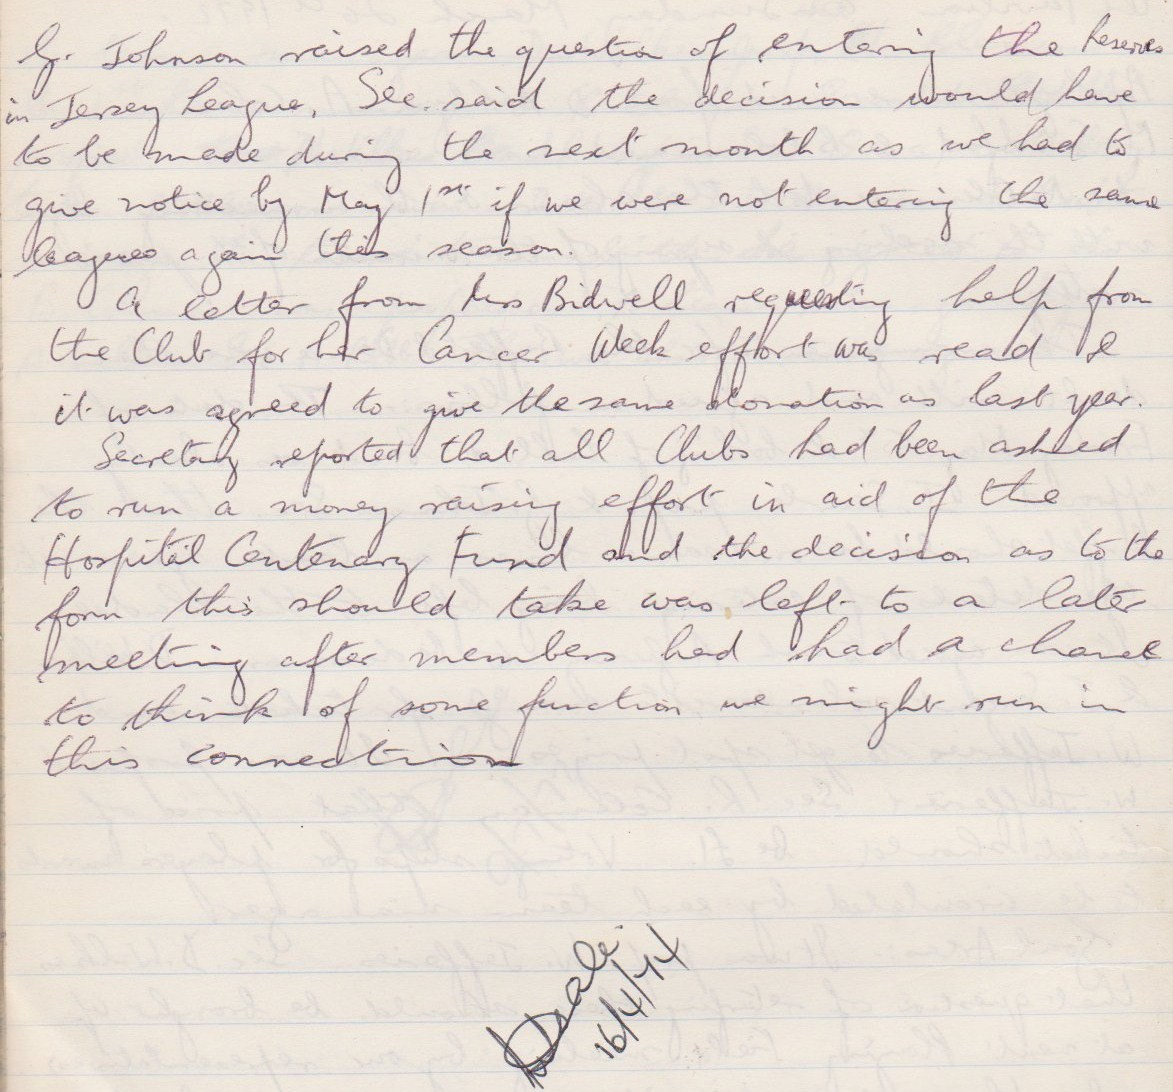 G. Johnson raised the question of entering the Reserves
in Jersey League. Sec. said the decision would have
to be made during the next month as we had to
give notice by May 1st if we were not entering the same
leagues again this season.
A letter from Mrs Bidwell requesting help from
the Club for her Cancer Week effort was read &
it was agreed to give the same donation as last year.
Secretary reported that all Clubs had been asked
to run a money raising effort in aid of the
Hospital Centenary Fund and the decision as to the
form this should take was left to a later
meeting after members had had a chance
to think of some function we might run in
this connection
16/4/74